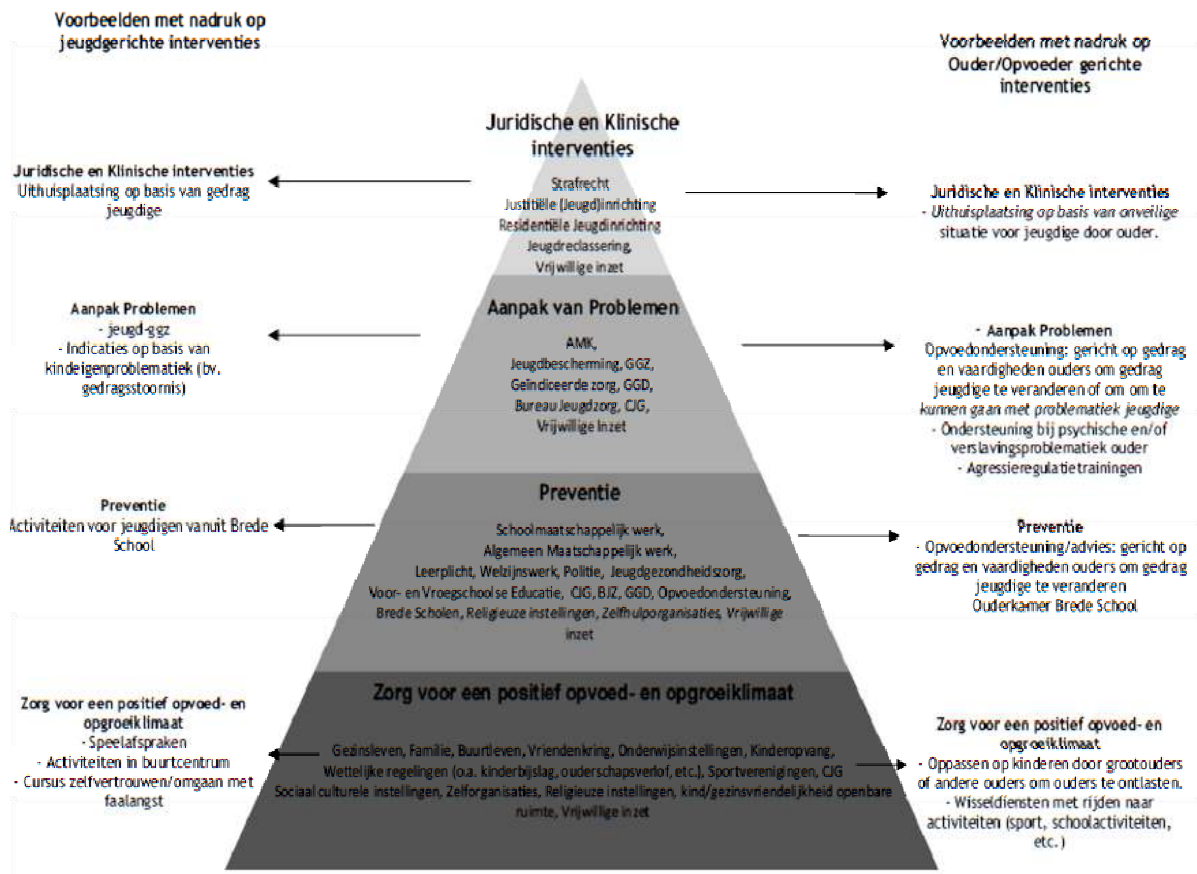 Voorbeelden met nadruk op
jeugdgerichte interventies
Voorbeelden met nadruk op
Ouder/Opvoeder gerichte
interventies
Juridische en Klinische
interventies
Strafrecht
Justitiële (Jeugd)inrichting
Residentiële Jeugdinrichting
Jeugdreclassering,
Vrijwillige inzet
Juridische en Klinische interventies
Uithuisplaatsing op basis van gedrag
jeugdige
Juridische en Klinische interventies
- Uithuisplaatsing op basis van onveilige
situatie voor jeugdige door ouder.
Aanpak van Problemen
AMK,
Jeugdbescherming, GGZ,
Geïndiceerde zorg, GGD,
Bureau Jeugdzorg, CJG,
Vrijwillige Inzet
Aanpak Problemen
- jeugd-ggz
- Indicaties op basis van
kindeigenproblematiek (bv.
gedragsstoornis)
- Aanpak Problemen
Opvoedondersteuning: gericht op gedrag
en vaardigheden ouders om gedrag
jeugdige te veranderen of om om te
kunnen gaan met problematiek jeugdige
- Ondersteuning bij psychische en/of
verslavingsproblematiek ouder
- Agressieregulatietrainingen
Preventie
Schoolmaatschappelijk werk,
Algemeen Maatschappelijk werk,
Leerplicht, Welzijnswerk, Politie, Jeugdgezondheidszorg,
Voor- en Vroegschoolse Educatie, CJG, BJZ, GGD, Opvoedondersteuning,
Brede Scholen, Religieuze instellingen, Zelfhulporganisaties, Vrijwillige
inzet
Preventie
Activiteiten voor jeugdigen vanuit Brede
School
Preventie
- Opvoedondersteuning/advies: gericht op
gedrag en vaardigheden ouders om gedrag
jeugdige te veranderen
Ouderkamer Brede School
Zorg voor een positief opvoed- en opgroeiklimaat
Gezinsleven, Familie, Buurtleven, Vriendenkring, Onderwijsinstellingen, Kinderopvang,
Wettelijke regelingen (o.a. kinderbijslag, ouderschapsverlof, etc.), Sportverenigingen, CJG
Sociaal culturele instellingen, Zelforganisaties, Religieuze instellingen, kind/gezinsvriendelijkheid openbare
ruimte, Vrijwillige inzet
Zorg voor een positief opvoed- en
opgroeiklimaat
- Speelafspraken
- Activiteiten in buurtcentrum
- Cursus zelfvertrouwen/omgaan met
faalangst
Zorg voor een positief opvoed- en
opgroeiklimaat
- Oppassen op kinderen door grootouders
of andere ouders om ouders te ontlasten.
- Wisseldiensten met rijden naar
activiteiten (sport, schoolactiviteiten,
etc.)